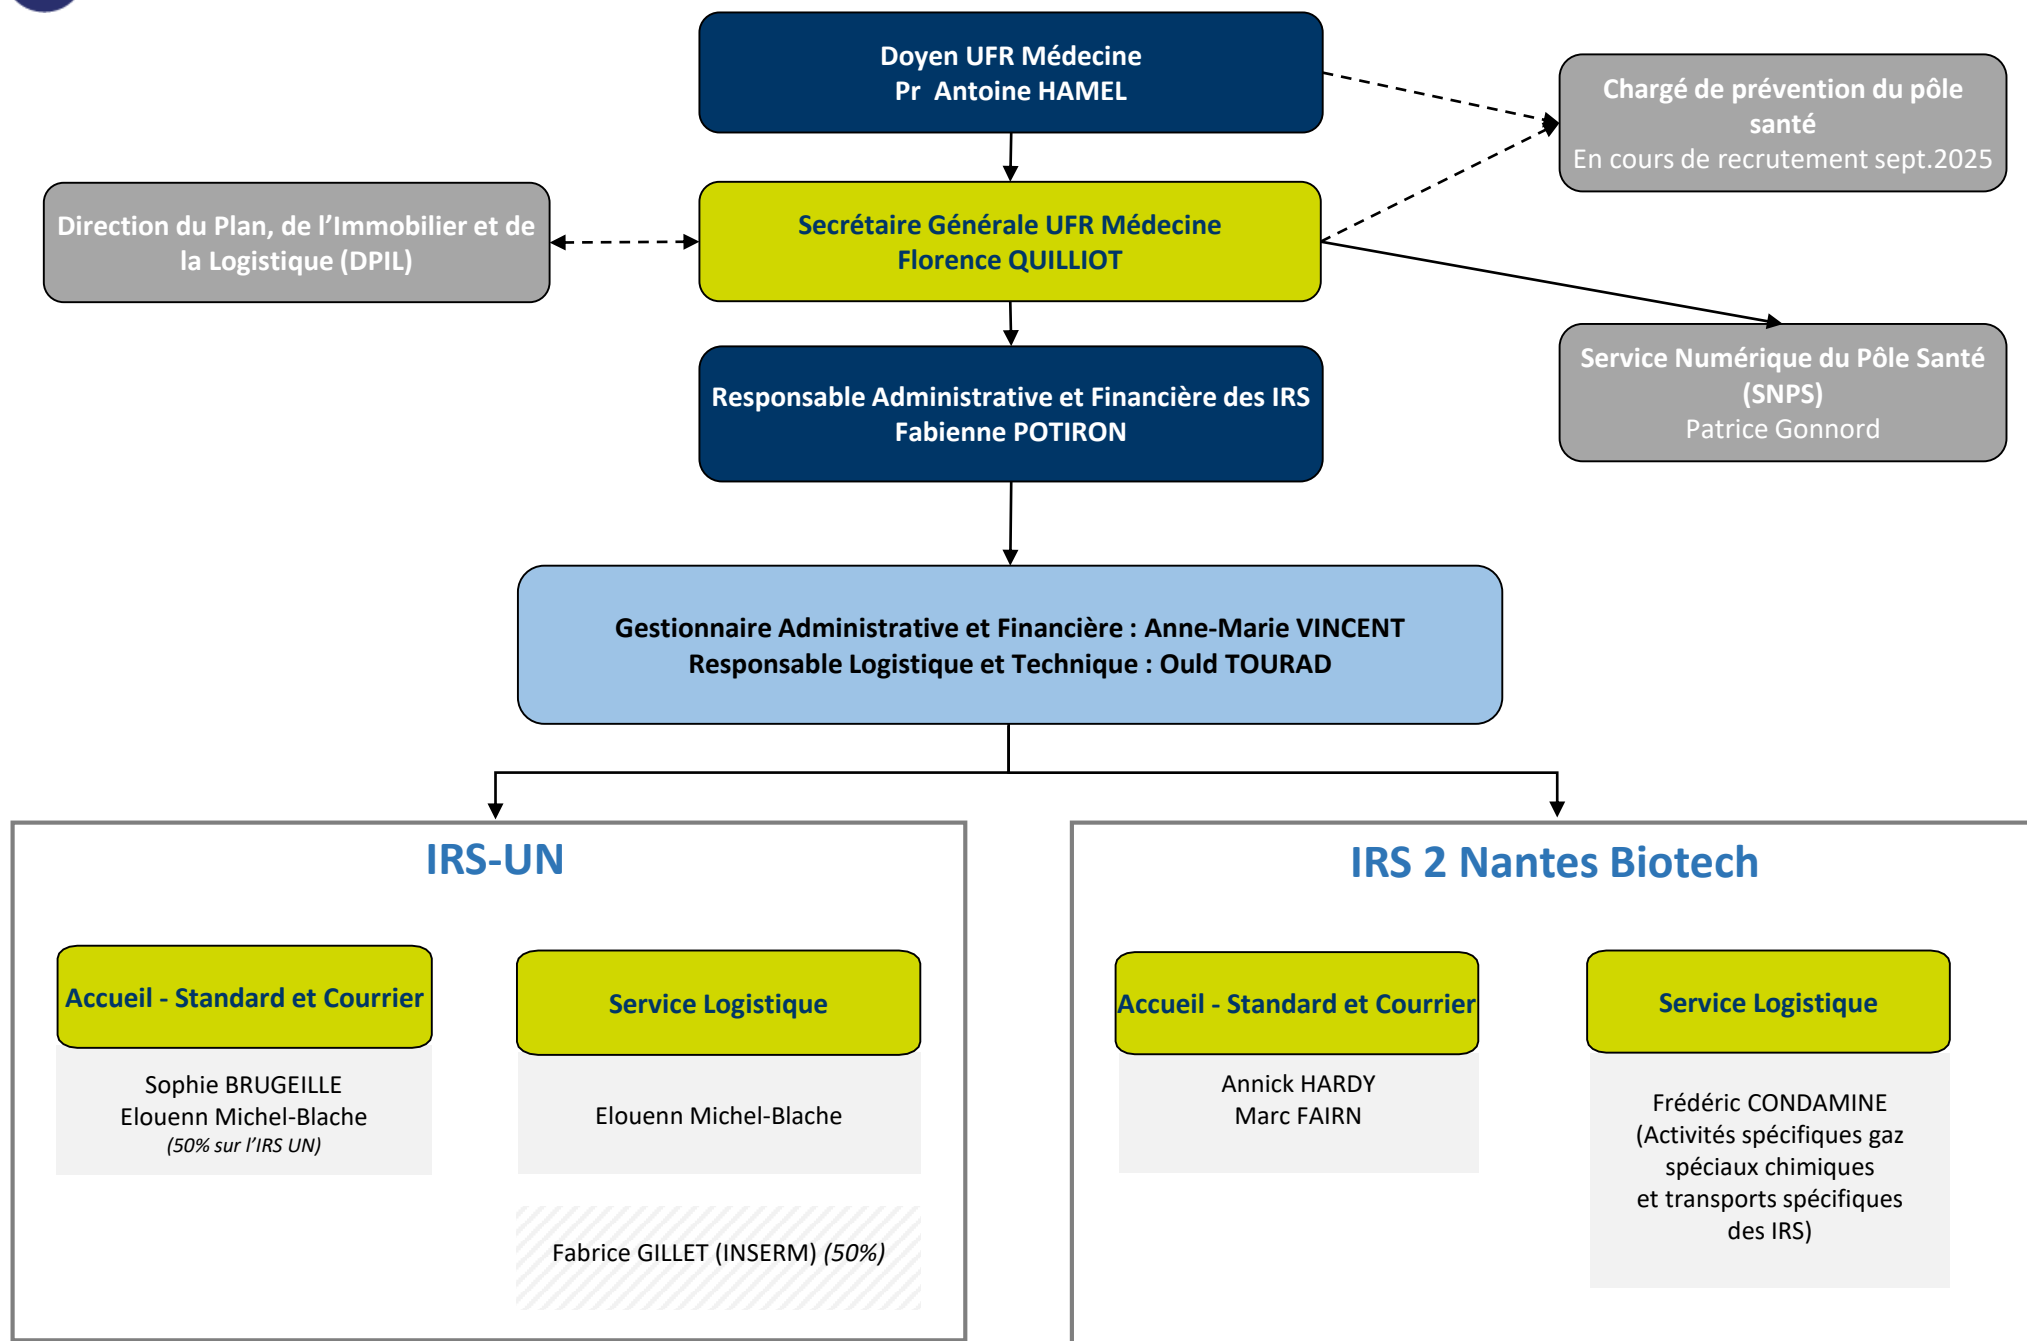 Doyen UFR Médecine
Pr  Antoine HAMEL
Chargé de prévention du pôle
santé
En cours de recrutement sept.2025
Direction du Plan, de l’Immobilier et de
la Logistique (DPIL)
Secrétaire Générale UFR Médecine
Florence QUILLIOT
Service Numérique du Pôle Santé
(SNPS)
Patrice Gonnord
Responsable Administrative et Financière des IRS
Fabienne POTIRON
Gestionnaire Administrative et Financière : Anne-Marie VINCENT
Responsable Logistique et Technique : Ould TOURAD
IRS-UN
Accueil - Standard et Courrier
Sophie BRUGEILLE
Elouenn Michel-Blache
(50% sur l’IRS UN)
Service Logistique
Elouenn Michel-Blache
Fabrice GILLET (INSERM) (50%)
IRS 2 Nantes Biotech
Accueil - Standard et Courrier
Annick HARDY
Marc FAIRN
Service Logistique
Frédéric CONDAMINE
(Activités spécifiques gaz
spéciaux chimiques
et transports spécifiques
des IRS)